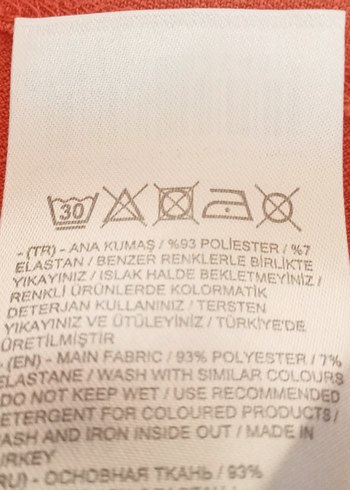 30
- (TR) - ANA KUMAŞ / %93 POLİESTER / %7
ELASTAN / BENZER RENKLERLE BİRLİKTE
YIKAYINIZ / ISLAK HALDE BEKLETMEYİNİZ /
RENKLİ ÜRÜNLERDE KOLORMATİK
DETERJAN KULLANINIZ / TERSTEN
YIKAYINIZ VE ÜTÜLEYİNİZ / TÜRKİYE'DE
ÜRETİLMİŞTİR
- (EN) - MAIN FABRIC / 93% POLYESTER / 7%
ELASTANE / WASH WITH SIMILAR COLOURS
/ DO NOT KEEP WET / USE RECOMMENDED
DETERGENT FOR COLOURED PRODUCTS /
WASH AND IRON INSIDE OUT / MADE IN
TURKEY
(RU) - ОСНОВНАЯ ТКАНЬ / 93%